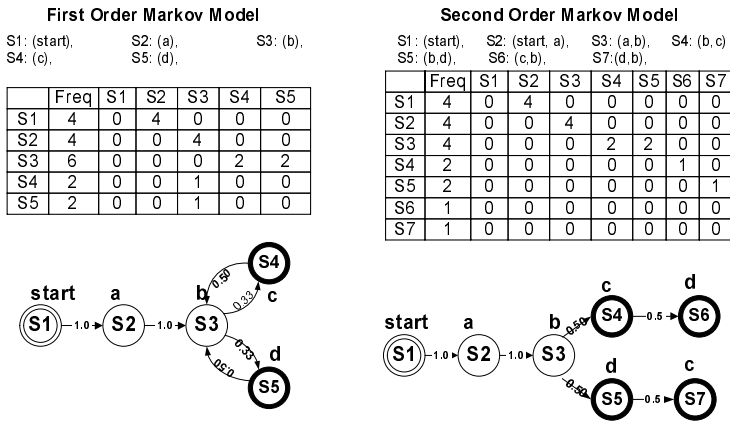 First Order Markov Model
S1: (start), S2: (a), S3: (b),
S4: (c), S5: (d),
Freq S1 S2 S3 S4 S5
S1 4 0 4 0 0 0
S2 4 0 0 4 0 0
S3 6 0 0 0 2 2
S4 2 0 0 1 0 0
S5 2 0 0 1 0 0
start a b c d
S1 1.0 S2 1.0 S3 S4 S5
0.50 0.33
0.33 0.50
Second Order Markov Model
S1: (start), S2: (start, a), S3: (a,b), S4: (b,c)
S5: (b,d), S6: (c,b), S7:(d,b),
Freq S1 S2 S3 S4 S5 S6 S7
S1 4 0 4 0 0 0 0 0
S2 4 0 0 4 0 0 0 0
S3 4 0 0 0 2 2 0 0
S4 2 0 0 0 0 0 1 0
S5 2 0 0 0 0 0 0 1
S6 1 0 0 0 0 0 0 0
S7 1 0 0 0 0 0 0 0
c d
S4 0.5 S6
start a b
S1 1.0 S2 1.0 S3
0.50
0.50
d c
S5 0.5 S7